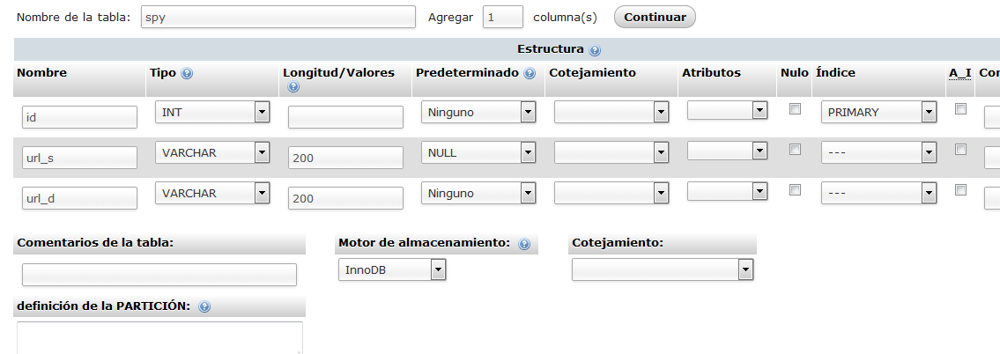 Nombre de la tabla: spy Agregar 1 columna(s) Continuar
Estructura
Nombre Tipo Longitud/Valores Predeterminado Cotejamiento Atributos Nulo Índice A_I
id INT Ninguno PRIMARY
url_s VARCHAR 200 NULL ---
url_d VARCHAR 200 Ninguno ---
Comentarios de la tabla: Motor de almacenamiento: Cotejamiento:
InnoDB
definición de la PARTICIÓN: